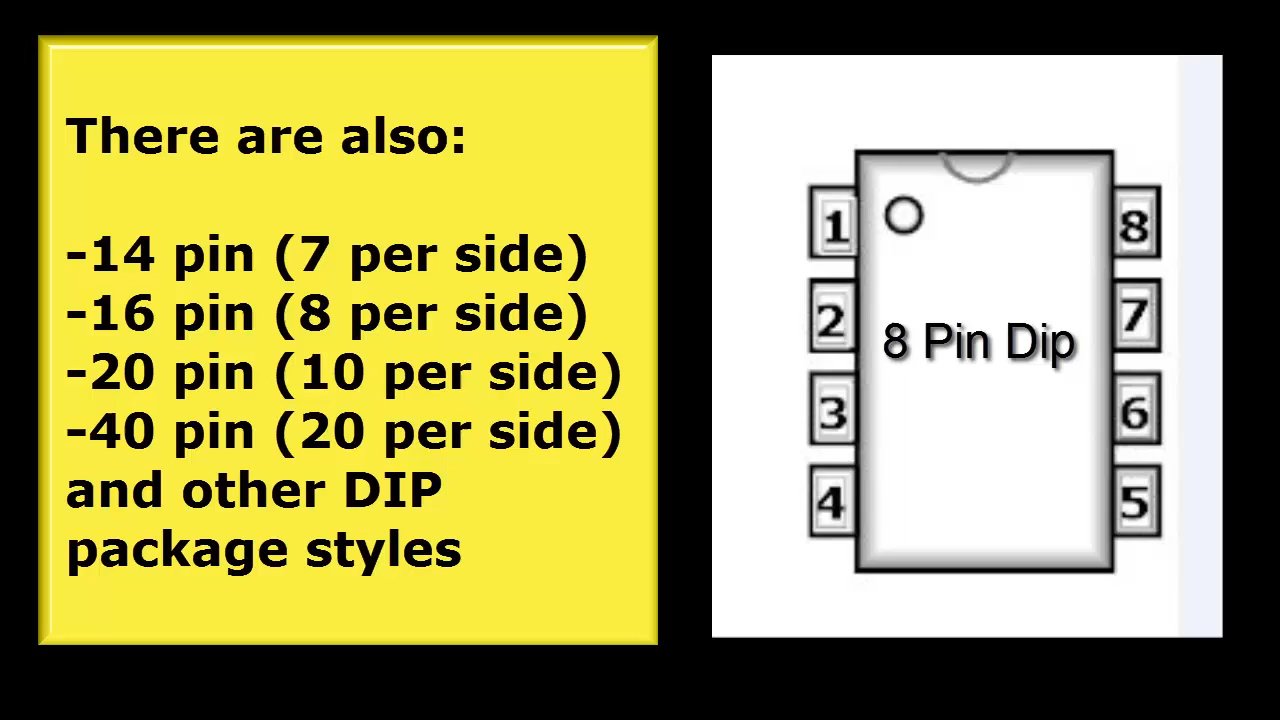 There are also:
-14 pin (7 per side)
-16 pin (8 per side)
-20 pin (10 per side)
-40 pin (20 per side)
and other DIP
package styles
1
8
2
7
8 Pin Dip
3
6
4
5